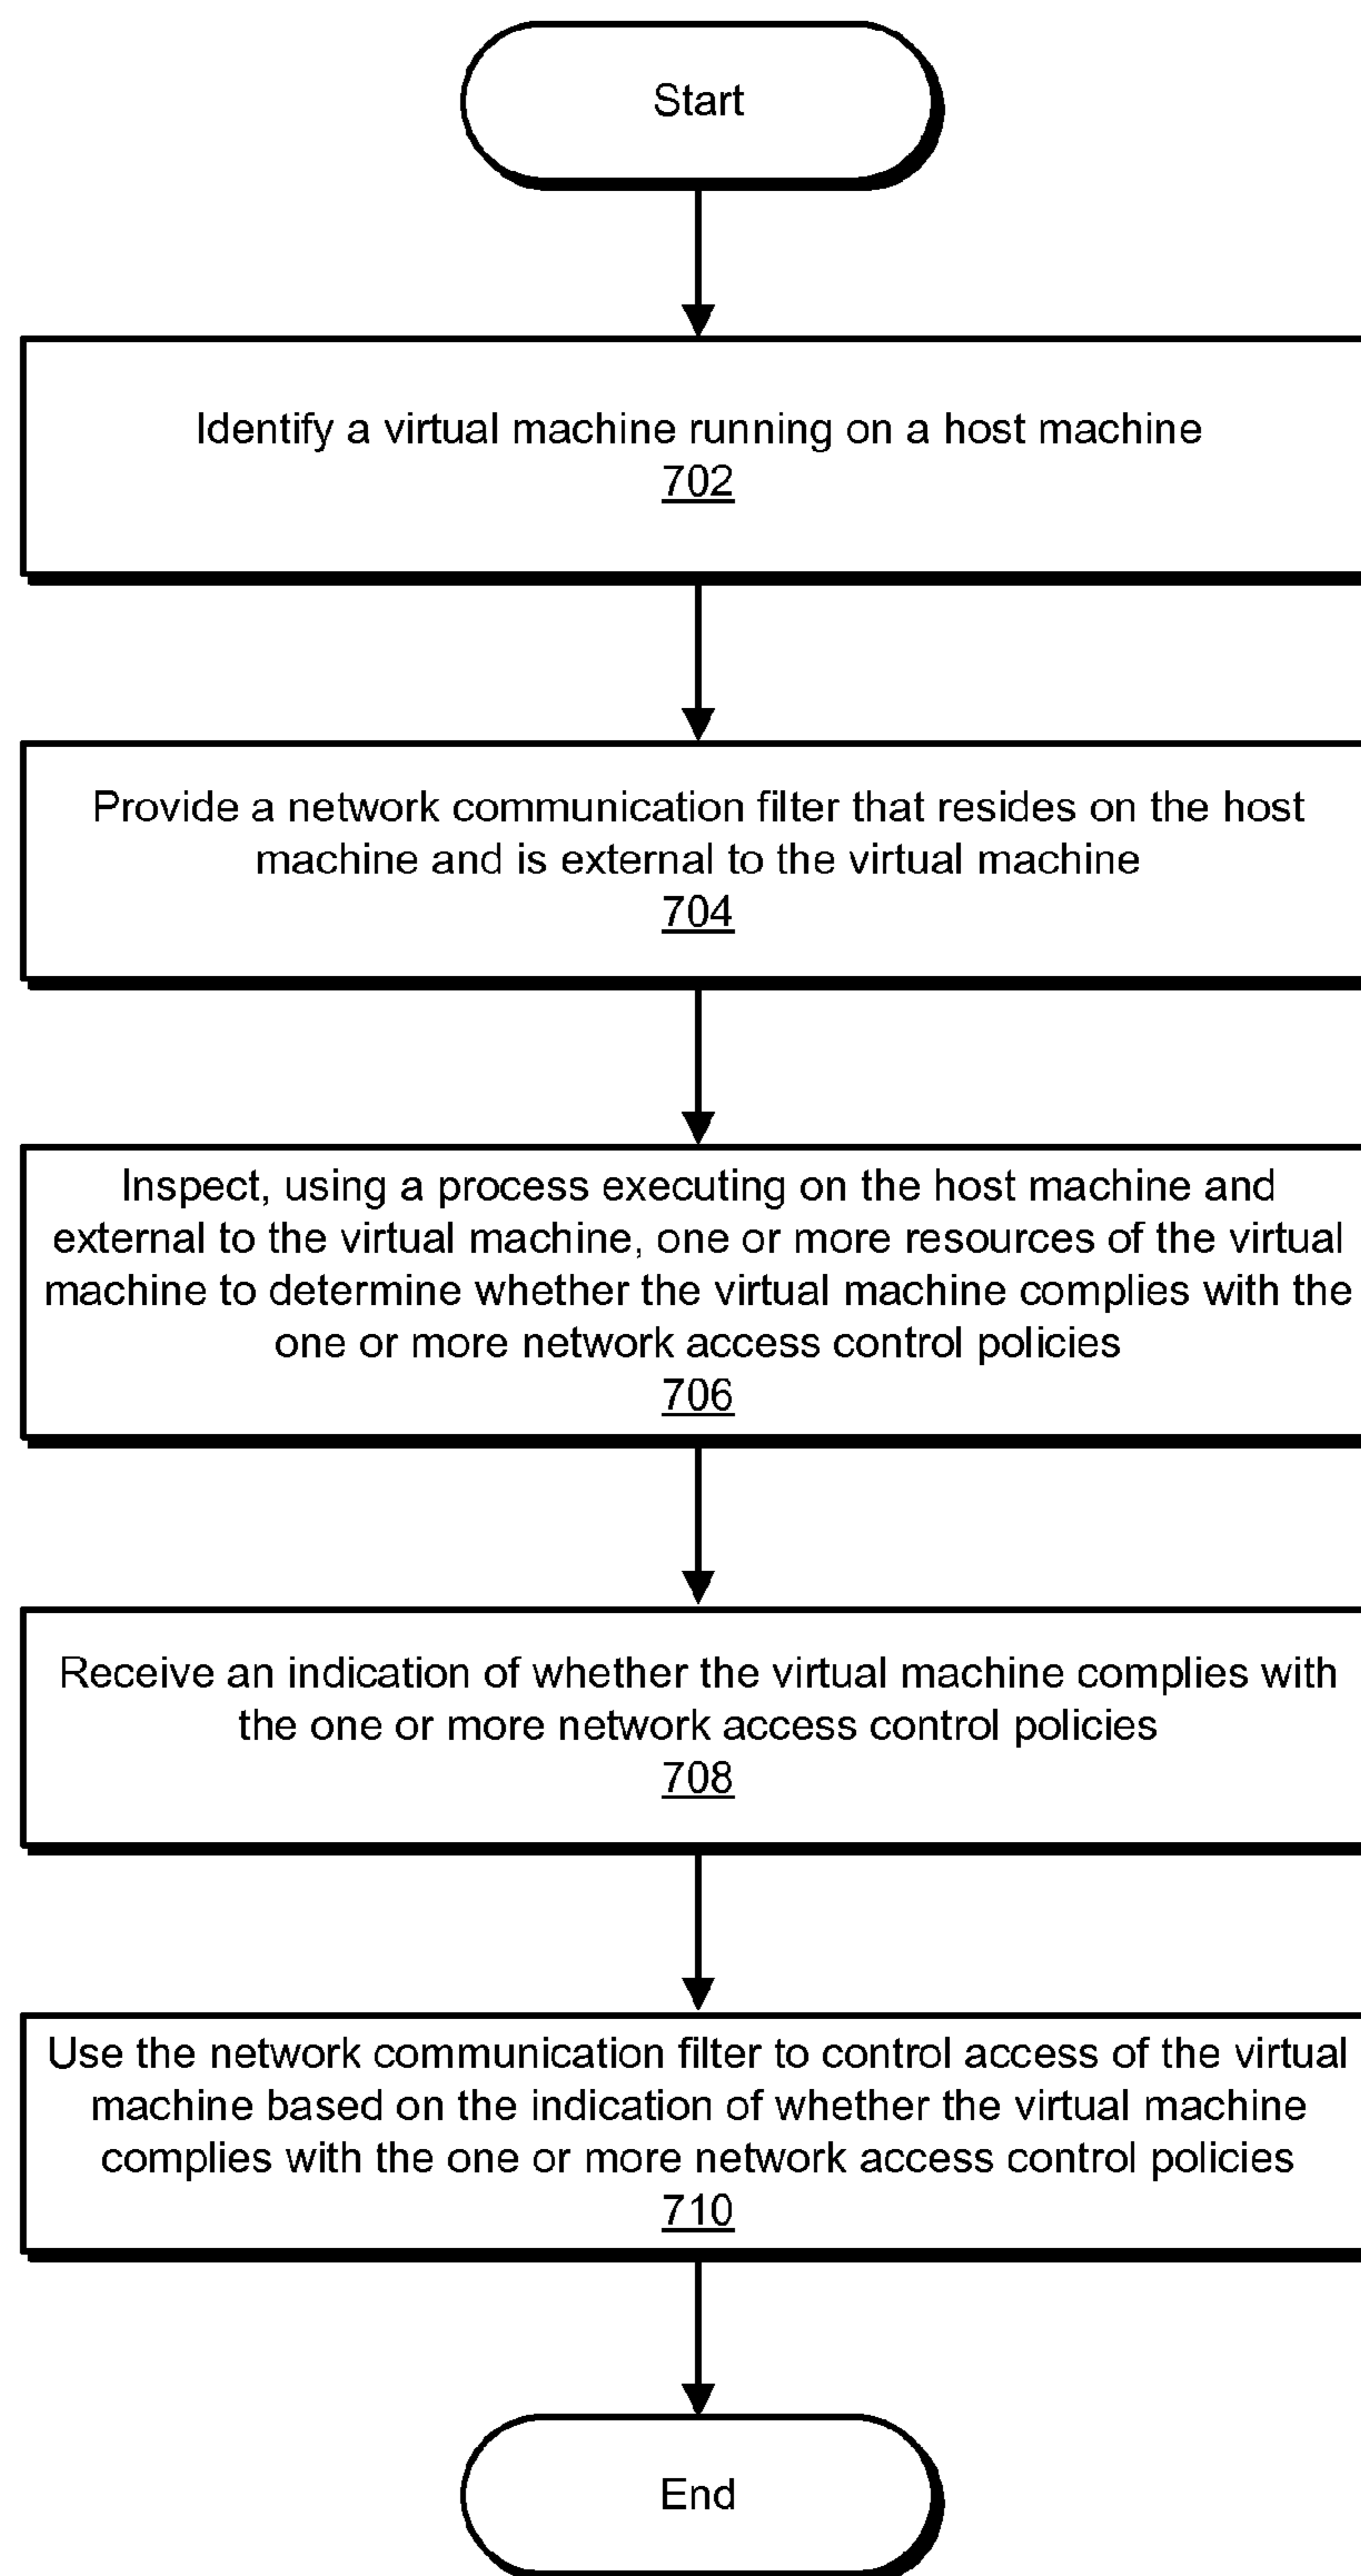 Start
Identify a virtual machine running on a host machine
702
Provide a network communication filter that resides on the host
machine and is external to the virtual machine
704
Inspect, using a process executing on the host machine and
external to the virtual machine, one or more resources of the virtual
machine to determine whether the virtual machine complies with the
one or more network access control policies
706
Receive an indication of whether the virtual machine complies with
the one or more network access control policies
708
Use the network communication filter to control access of the virtual
machine based on the indication of whether the virtual machine
complies with the one or more network access control policies
710
End